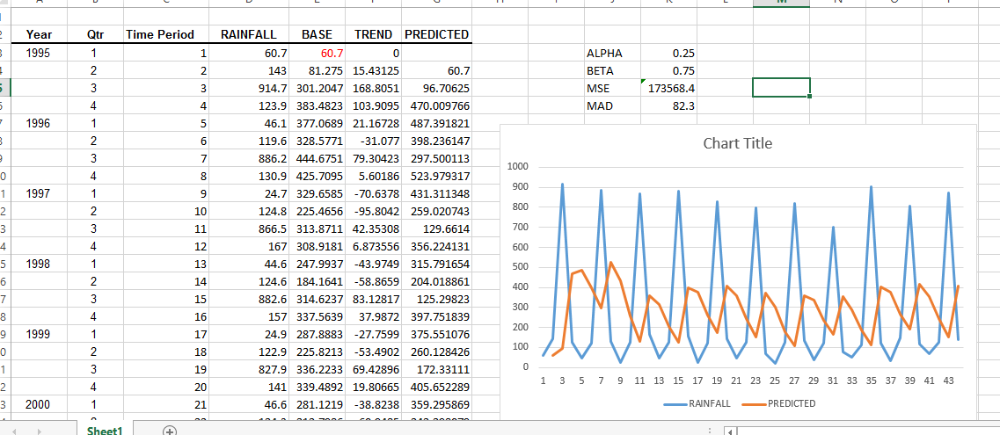 Year Qtr Time Period RAINFALL BASE TREND PREDICTED
1995 1 1 60.7 60.7 0 ALPHA 0.25
2 2 143 81.275 15.43125 60.7 BETA 0.75
3 3 914.7 301.2047 168.8051 96.70625 MSE 173568.4
4 4 123.9 383.4823 103.9095 470.009766 MAD 82.3
1996 1 5 46.1 377.0689 21.16728 487.391821
2 6 119.6 328.5771 -31.077 398.236147
3 7 886.2 444.6751 79.30423 297.500113
4 8 130.9 425.7095 5.60186 523.979317
1997 1 9 24.7 329.6585 -70.6378 431.311348
2 10 124.8 225.4656 -95.8042 259.020743
3 11 866.5 313.8711 42.35308 129.6614
4 12 167 308.9181 6.873556 356.224131
1998 1 13 44.6 247.9937 -43.9749 315.791654
2 14 124.6 184.1641 -58.8659 204.018861
3 15 882.6 314.6237 83.12817 125.29823
4 16 157 337.5639 37.9872 397.751839
1999 1 17 24.9 287.8883 -27.7599 375.551076
2 18 122.9 225.8213 -53.4902 260.128426
3 19 827.9 336.2233 69.42896 172.33111
4 20 141 339.4892 19.80665 405.652289
2000 1 21 46.6 281.1219 -38.8238 359.295869
Chart Title
1000
900
800
700
600
500
400
300
200
100
0
1 3 5 7 9 11 13 15 17 19 21 23 25 27 29 31 33 35 37 39 41 43
RAINFALL PREDICTED
Sheet1